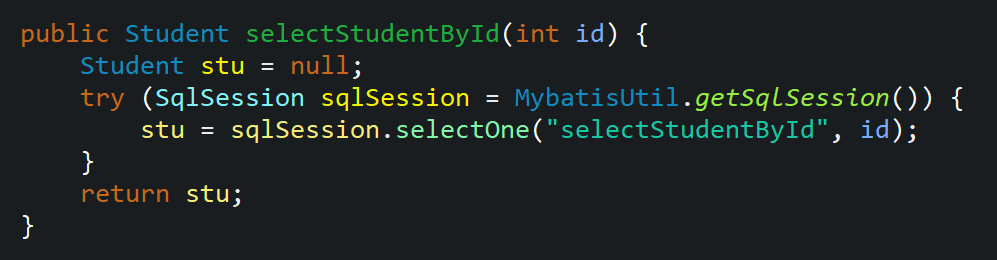 public Student selectStudentById(int id) {
    Student stu = null;
    try (SqlSession sqlSession = MybatisUtil.getSqlSession()) {
        stu = sqlSession.selectOne("selectStudentById", id);
    }
    return stu;
}